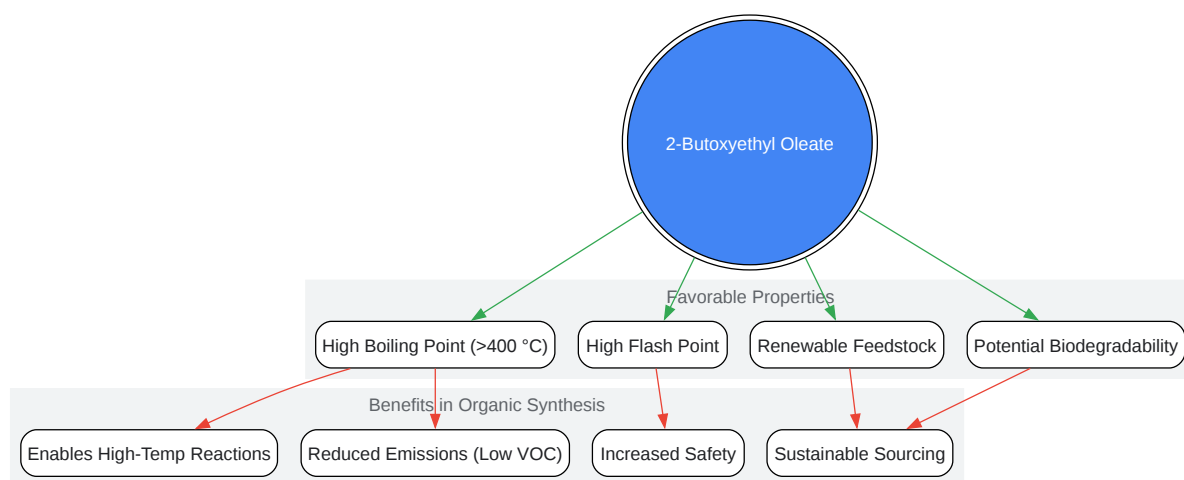 2-Butoxyethyl Oleate
Favorable Properties
High Boiling Point (>400 °C)
High Flash Point
Renewable Feedstock
Potential Biodegradability
Benefits in Organic Synthesis
Enables High-Temp Reactions
Reduced Emissions (Low VOC)
Increased Safety
Sustainable Sourcing